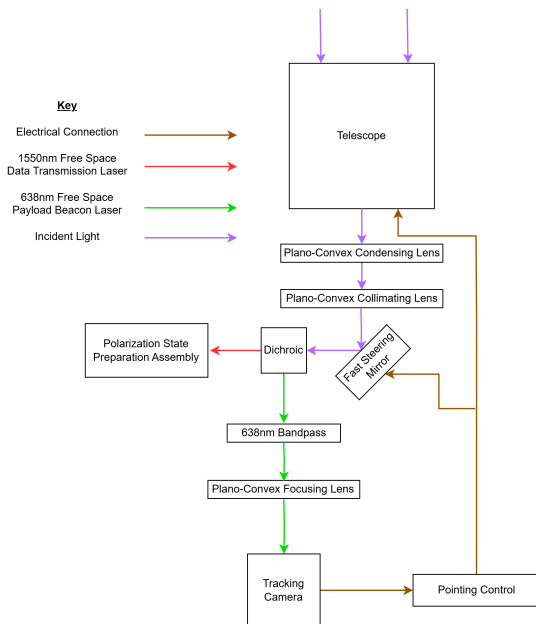 Key
Electrical Connection
1550nm Free Space
Data Transmission Laser
638nm Free Space
Payload Beacon Laser
Incident Light
Telescope
Plano-Convex Condensing Lens
Plano-Convex Collimating Lens
Polarization State
Preparation Assembly
Dichroic
Fast Steering
Mirror
638nm Bandpass
Plano-Convex Focusing Lens
Tracking
Camera
Pointing Control